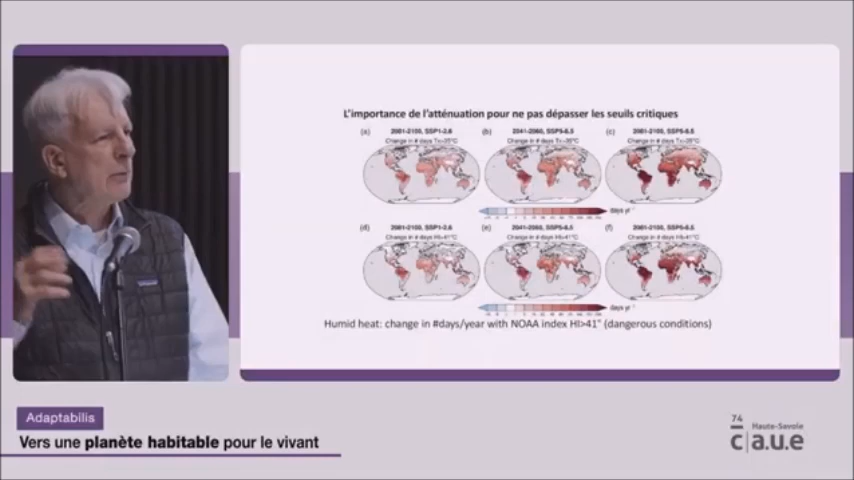 L'importance de l'atténuation pour ne pas dépasser les seuils critiques
(a) 2081-2100, SSP1-2.6
Change in # days Tx>35°C
(b) 2041-2060, SSP5-8.5
Change in # days Tx>35°C
(c) 2081-2100, SSP5-8.5
Change in # days Tx>35°C
days yr⁻¹
(d) 2081-2100, SSP1-2.6
Change in # days HI>41°C
(e) 2041-2060, SSP5-8.5
Change in # days HI>41°C
(f) 2081-2100, SSP5-8.5
Change in # days HI>41°C
days yr⁻¹
Humid heat: change in #days/year with NOAA index HI>41° (dangerous conditions)
Adaptabilis
Vers une planète habitable pour le vivant
74
Haute-Savoie
c|a.u.e